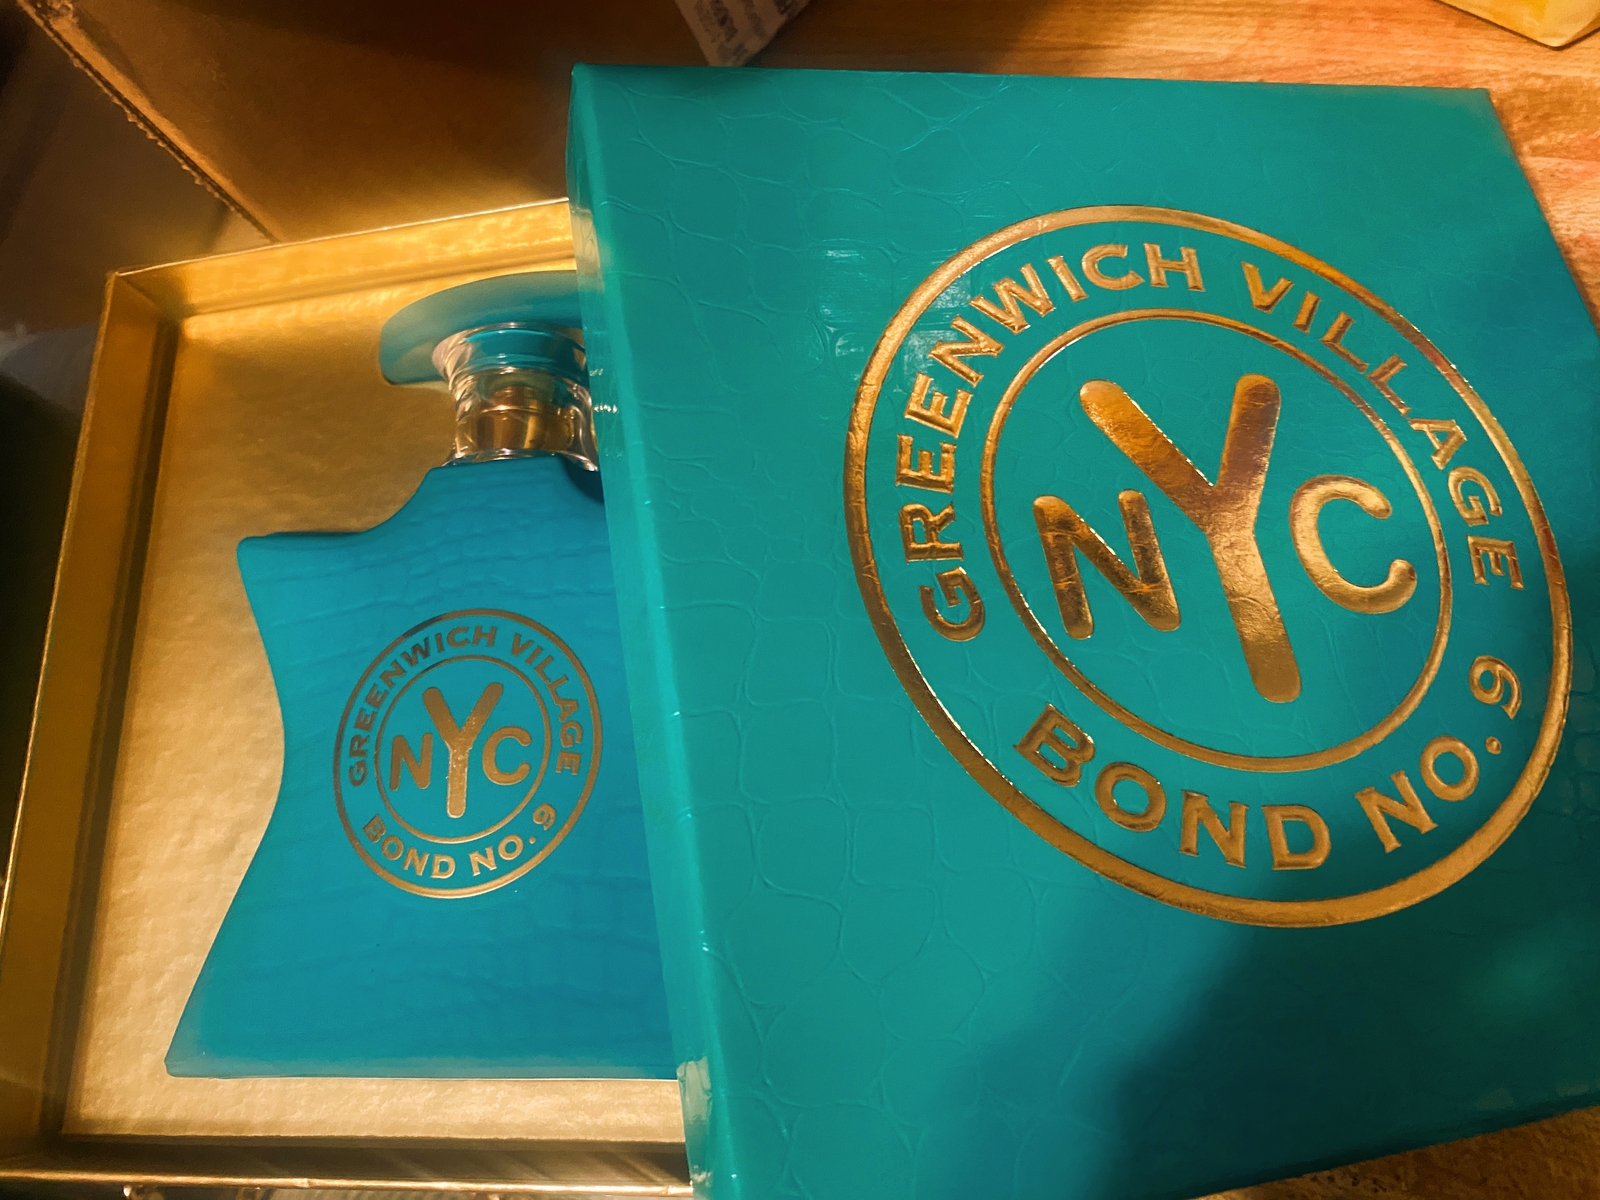 GREENWICH VILLAGE
NYC
BOND NO. 9
GREENWICH VILLAGE
NYC
BOND NO. 9